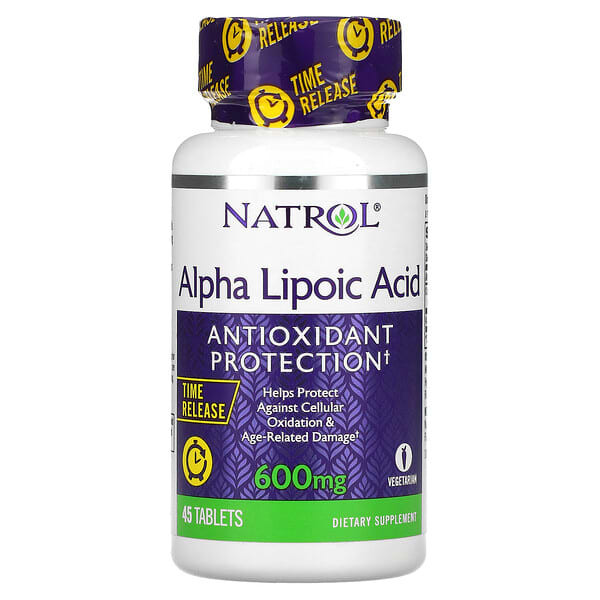 TIME
RELEASE
TIME
RELEASE
NATROL®
Alpha Lipoic Acid
ANTIOXIDANT
PROTECTION†
TIME
RELEASE
Helps Protect
Against Cellular
Oxidation &
Age-Related Damage†
600mg
VEGETARIAN
45 TABLETS
DIETARY SUPPLEMENT